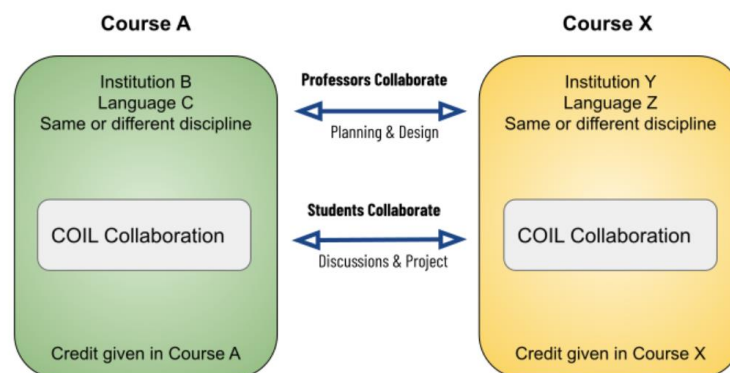 Course A
Institution B
Language C
Same or different discipline
COIL Collaboration
Credit given in Course A
Professors Collaborate
Planning & Design
Students Collaborate
Discussions & Project
Course X
Institution Y
Language Z
Same or different discipline
COIL Collaboration
Credit given in Course X